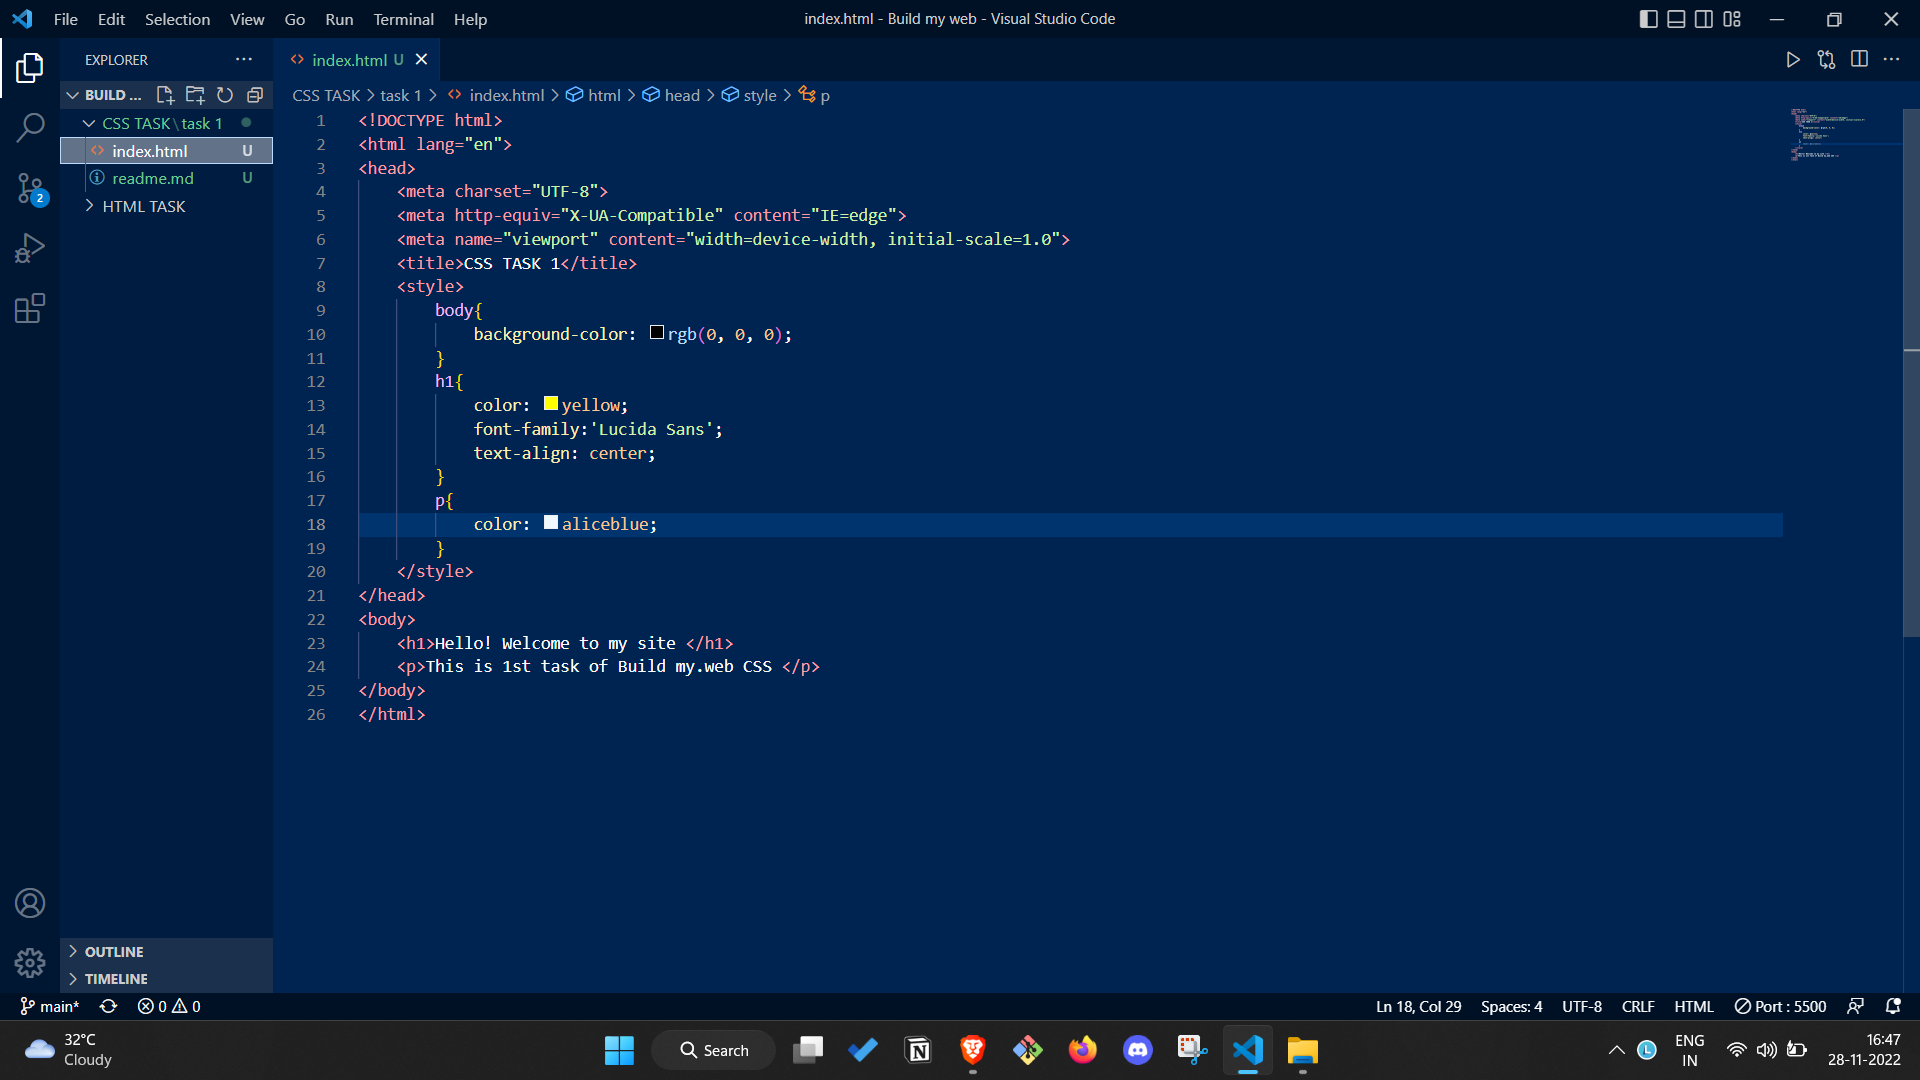 File Edit Selection View Go Run Terminal Help
index.html - Build my web - Visual Studio Code
EXPLORER
index.html U
BUILD ...
CSS TASK\task 1
index.html U
readme.md U
HTML TASK
CSS TASK > task 1 > index.html > html > head > style > p
1 <!DOCTYPE html>
2 <html lang="en">
3 <head>
4 <meta charset="UTF-8">
5 <meta http-equiv="X-UA-Compatible" content="IE=edge">
6 <meta name="viewport" content="width=device-width, initial-scale=1.0">
7 <title>CSS TASK 1</title>
8 <style>
9 body{
10 background-color: rgb(0, 0, 0);
11 }
12 h1{
13 color: yellow;
14 font-family:'Lucida Sans';
15 text-align: center;
16 }
17 p{
18 color: aliceblue;
19 }
20 </style>
21 </head>
22 <body>
23 <h1>Hello! Welcome to my site </h1>
24 <p>This is 1st task of Build my.web CSS </p>
25 </body>
26 </html>
2
OUTLINE
TIMELINE
main* 0 0
Ln 18, Col 29 Spaces: 4 UTF-8 CRLF HTML Port : 5500
32°C
Cloudy
Search
ENG
IN
16:47
28-11-2022